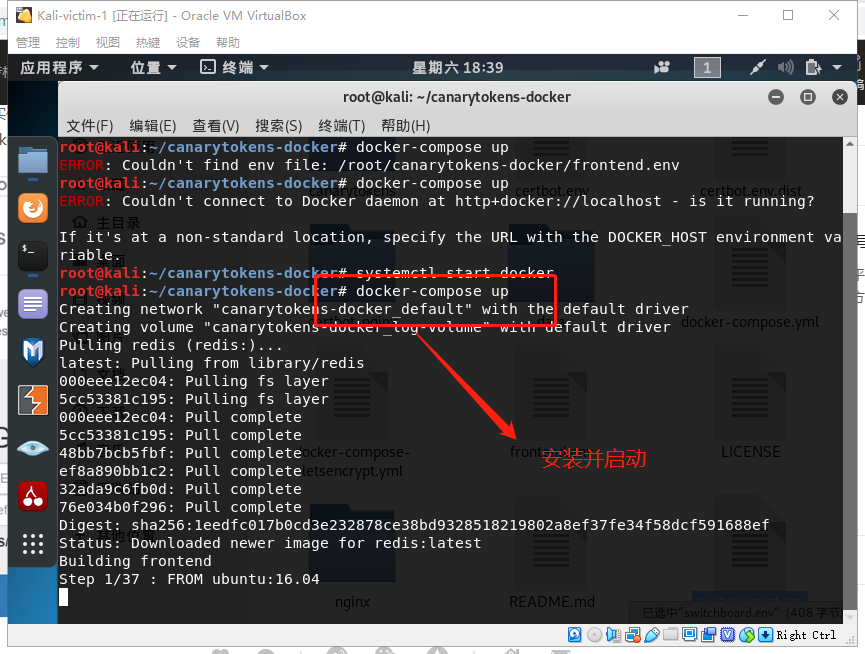 Kali-victim-1 [正在运行] - Oracle VM VirtualBox
管理 控制 视图 热键 设备 帮助
应用程序 位置 终端 星期六 18:39 1
root@kali: ~/canarytokens-docker
文件(F) 编辑(E) 查看(V) 搜索(S) 终端(T) 帮助(H)
root@kali:~/canarytokens-docker# docker-compose up
ERROR: Couldn't find env file: /root/canarytokens-docker/frontend.env
root@kali:~/canarytokens-docker# docker-compose up
canarytokens certbot.env certbot.env.dist
ERROR: Couldn't connect to Docker daemon at http+docker://localhost - is it running?
主目录
If it's at a non-standard location, specify the URL with the DOCKER_HOST environment va
riable.
root@kali:~/canarytokens-docker# systemctl start docker
root@kali:~/canarytokens-docker# docker-compose up
Creating network "canarytokens-docker_default" with the default driver
docker-compose.yml
Creating volume "canarytokens-docker_log-volume" with default driver
Pulling redis (redis:)...
latest: Pulling from library/redis
000eee12ec04: Pulling fs layer
5cc53381c195: Pulling fs layer
000eee12ec04: Pull complete
5cc53381c195: Pull complete
docker-compose-
letsencrypt.yml
LICENSE
安装并启动
48bb7bcb5fbf: Pull complete
ef8a890bb1c2: Pull complete
32ada9c6fb0d: Pull complete
76e034b0f296: Pull complete
Digest: sha256:1eedfc017b0cd3e232878ce38bd9328518219802a8ef37fe34f58dcf591688ef
Status: Downloaded newer image for redis:latest
Building frontend
Step 1/37 : FROM ubuntu:16.04
nginx README.md
已选中"switchboard.env" (408 字节
Right Ctrl